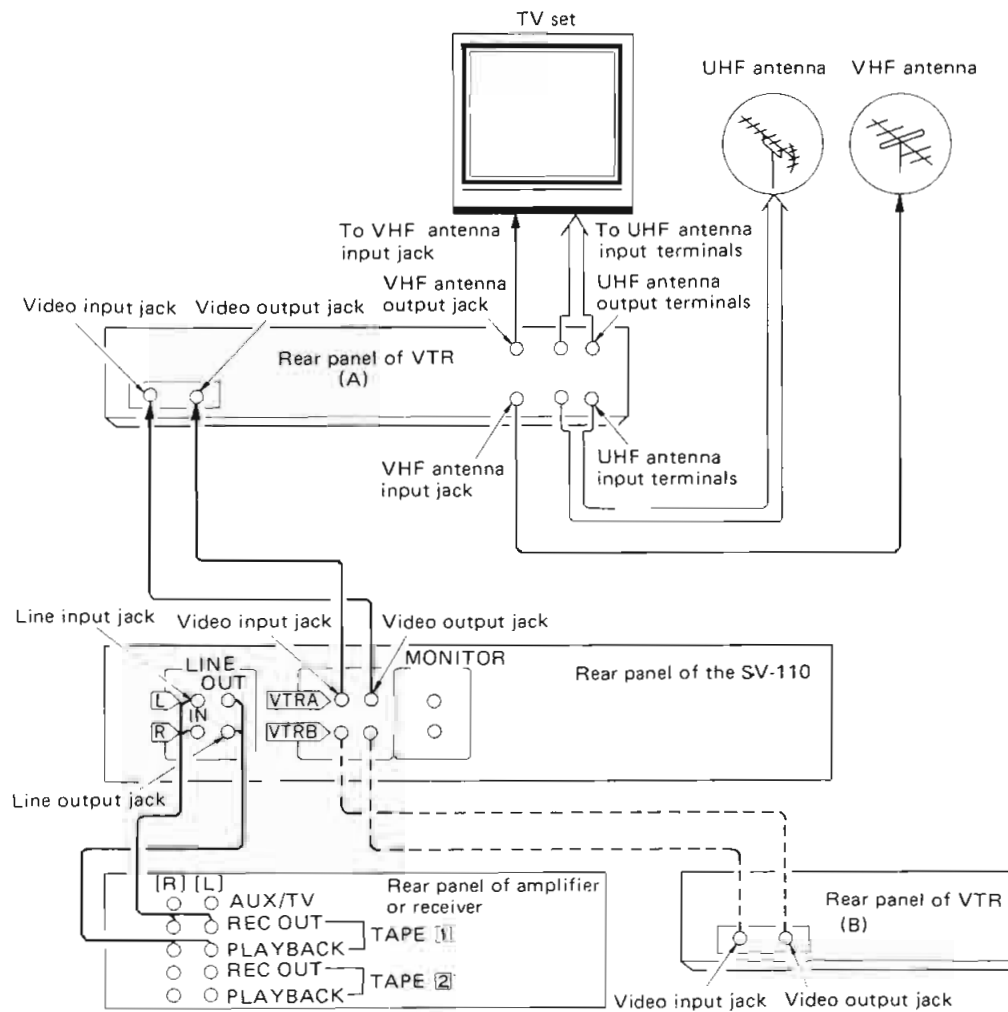 TV set
UHF antenna
VHF antenna
To VHF antenna
input jack
To UHF antenna
input terminals
VHF antenna
output jack
UHF antenna
output terminals
Video input jack
Video output jack
Rear panel of VTR
(A)
VHF antenna
input jack
UHF antenna
input terminals
Line input jack
Video input jack
Video output jack
LINE
OUT
MONITOR
Rear panel of the SV-110
L
IN
R
VTRA
VTRB
Line output jack
[R] [L]
AUX/TV
REC OUT
PLAYBACK
TAPE 1
REC OUT
PLAYBACK
TAPE 2
Rear panel of amplifier
or receiver
Rear panel of VTR
(B)
Video input jack
Video output jack